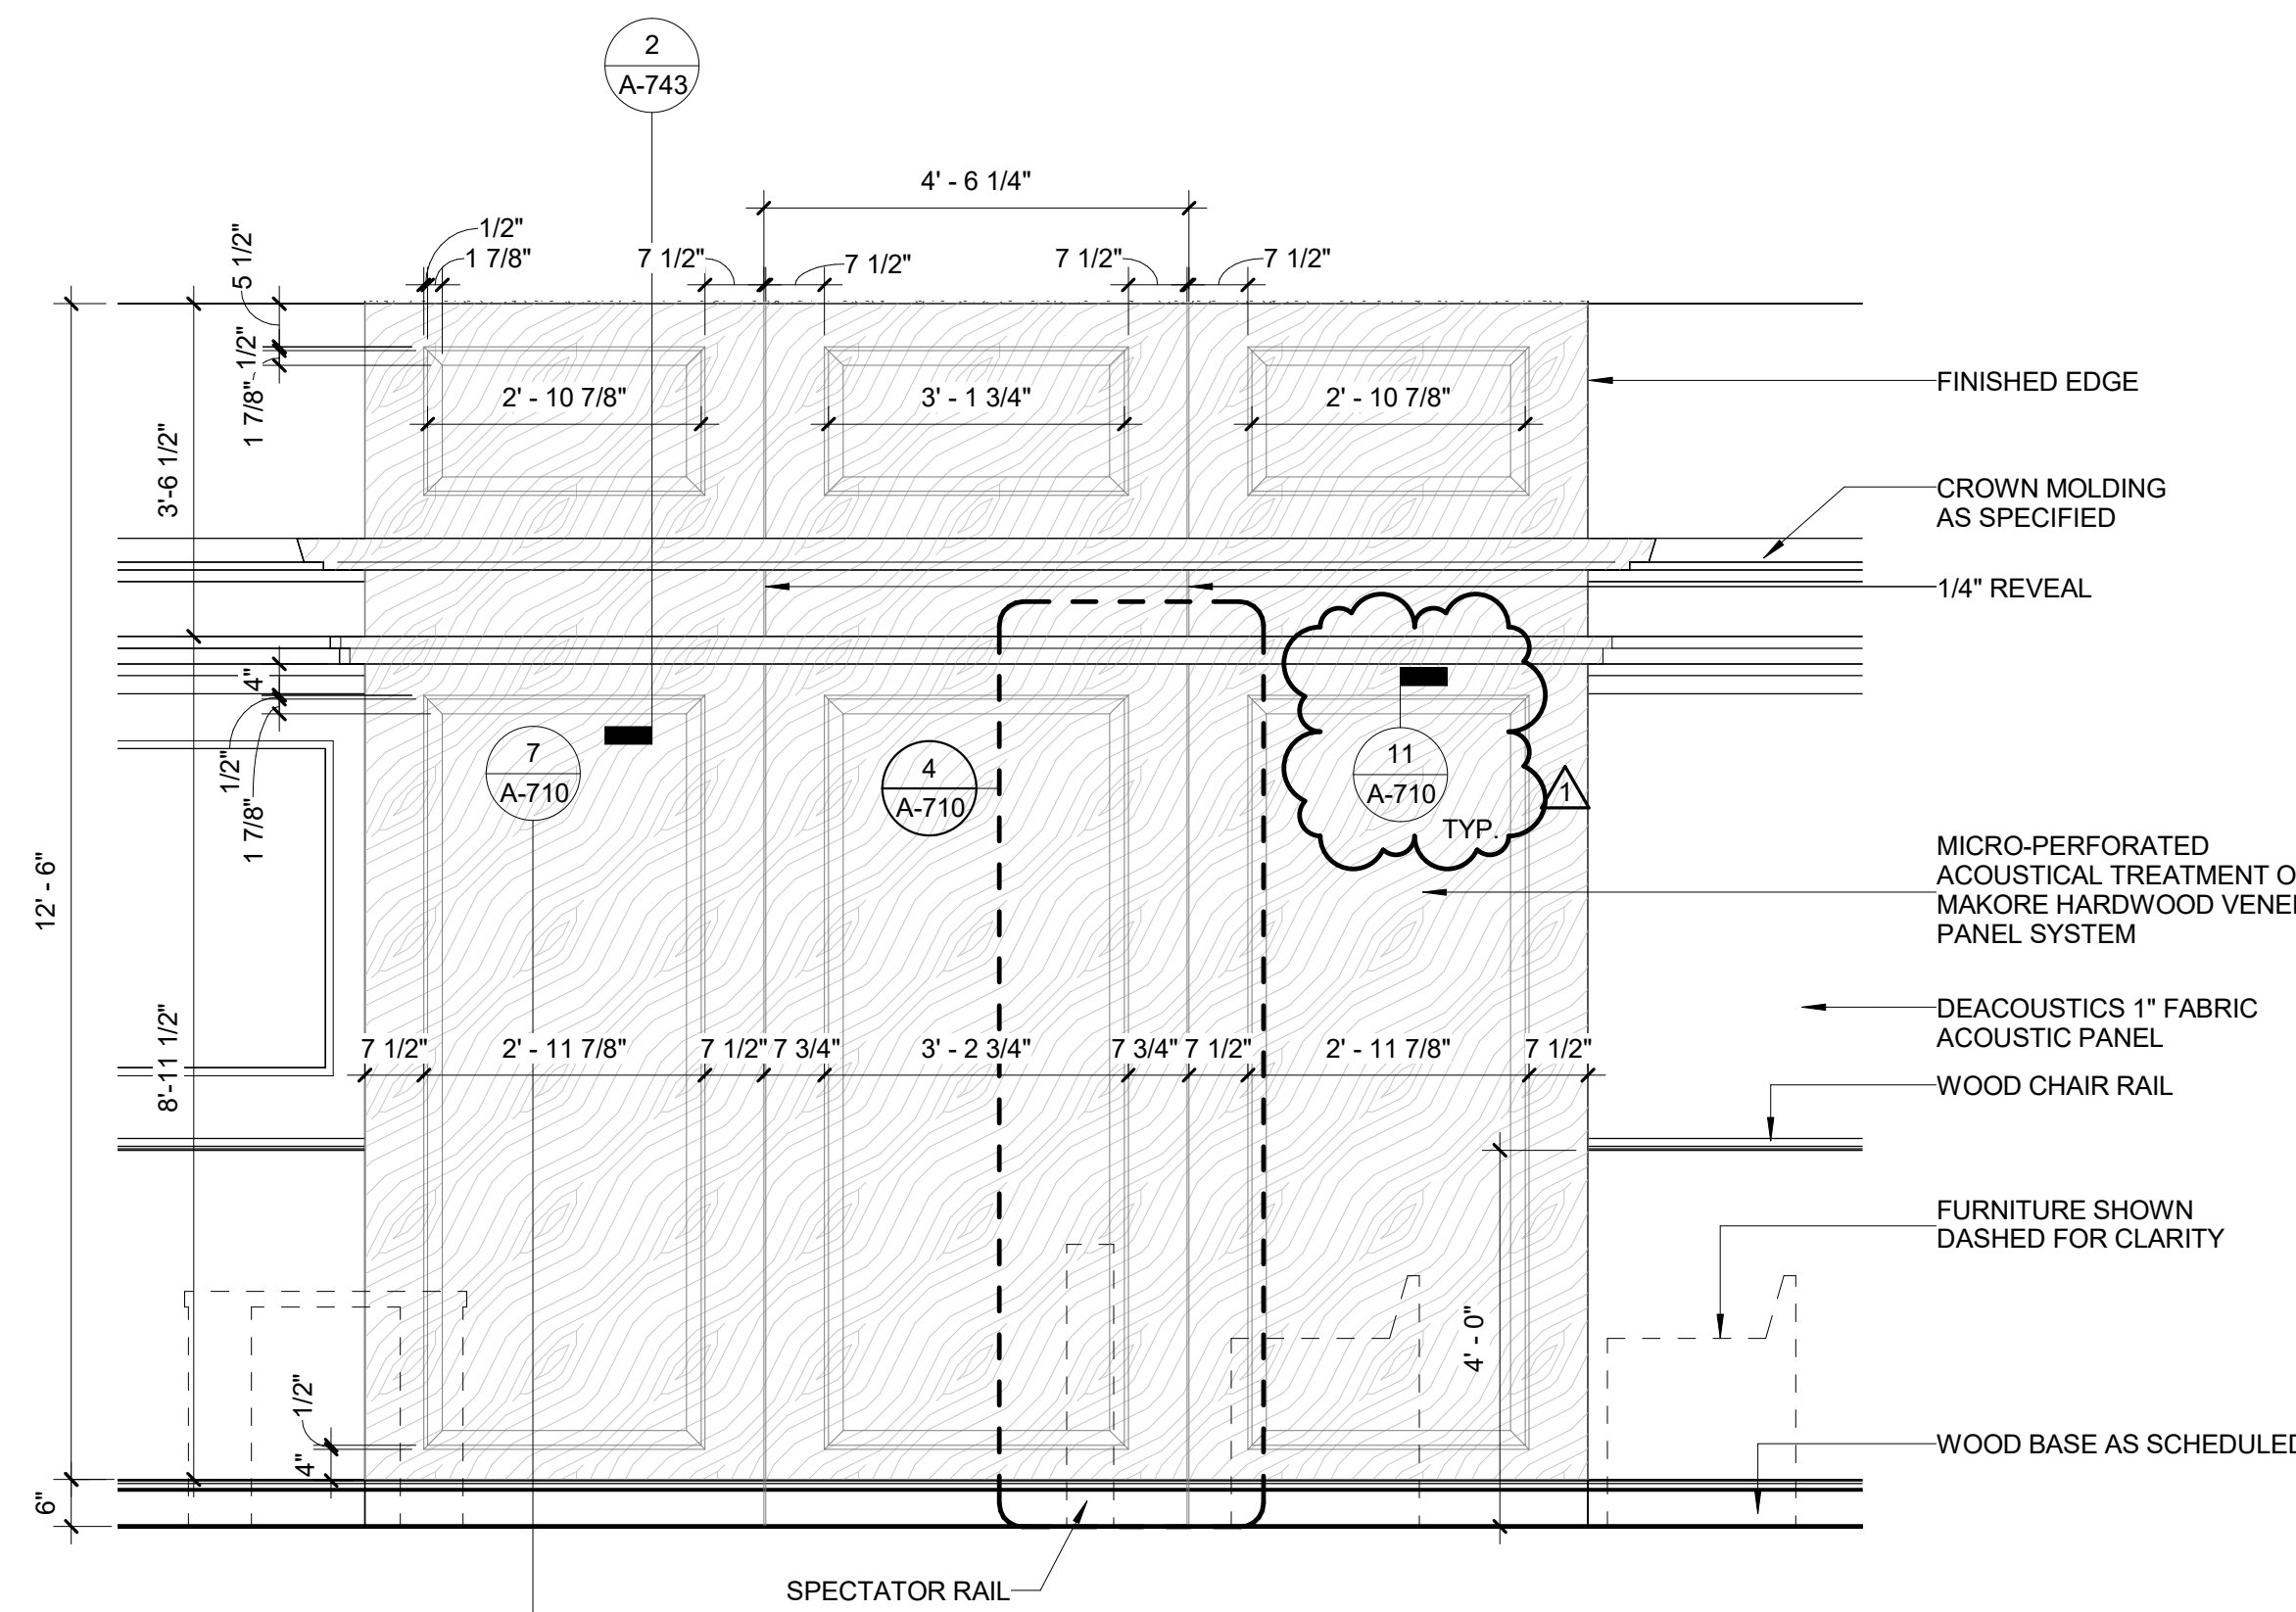 2
A-743
4' - 6 1/4"
1/2"
1 7/8"
7 1/2"
7 1/2"
7 1/2"
7 1/2"
5 1/2"
1/2"
1 7/8"
3'-6 1/2"
2' - 10 7/8"
3' - 1 3/4"
2' - 10 7/8"
FINISHED EDGE
CROWN MOLDING
AS SPECIFIED
1/4" REVEAL
4"
1/2"
1 7/8"
7
A-710
4
A-710
11
A-710
TYP.
1
12' - 6"
8'-11 1/2"
MICRO-PERFORATED
ACOUSTICAL TREATMENT
MAKORE HARDWOOD
PANEL SYSTEM
DEACOUSTICS 1" FABRIC
ACOUSTIC PANEL
7 1/2"
2' - 11 7/8"
7 1/2"
7 3/4"
3' - 2 3/4"
7 3/4"
7 1/2"
2' - 11 7/8"
7 1/2"
WOOD CHAIR RAIL
FURNITURE SHOWN
DASHED FOR CLARITY
4' - 0"
1/2"
4"
6"
WOOD BASE AS SCHEDULED
SPECTATOR RAIL